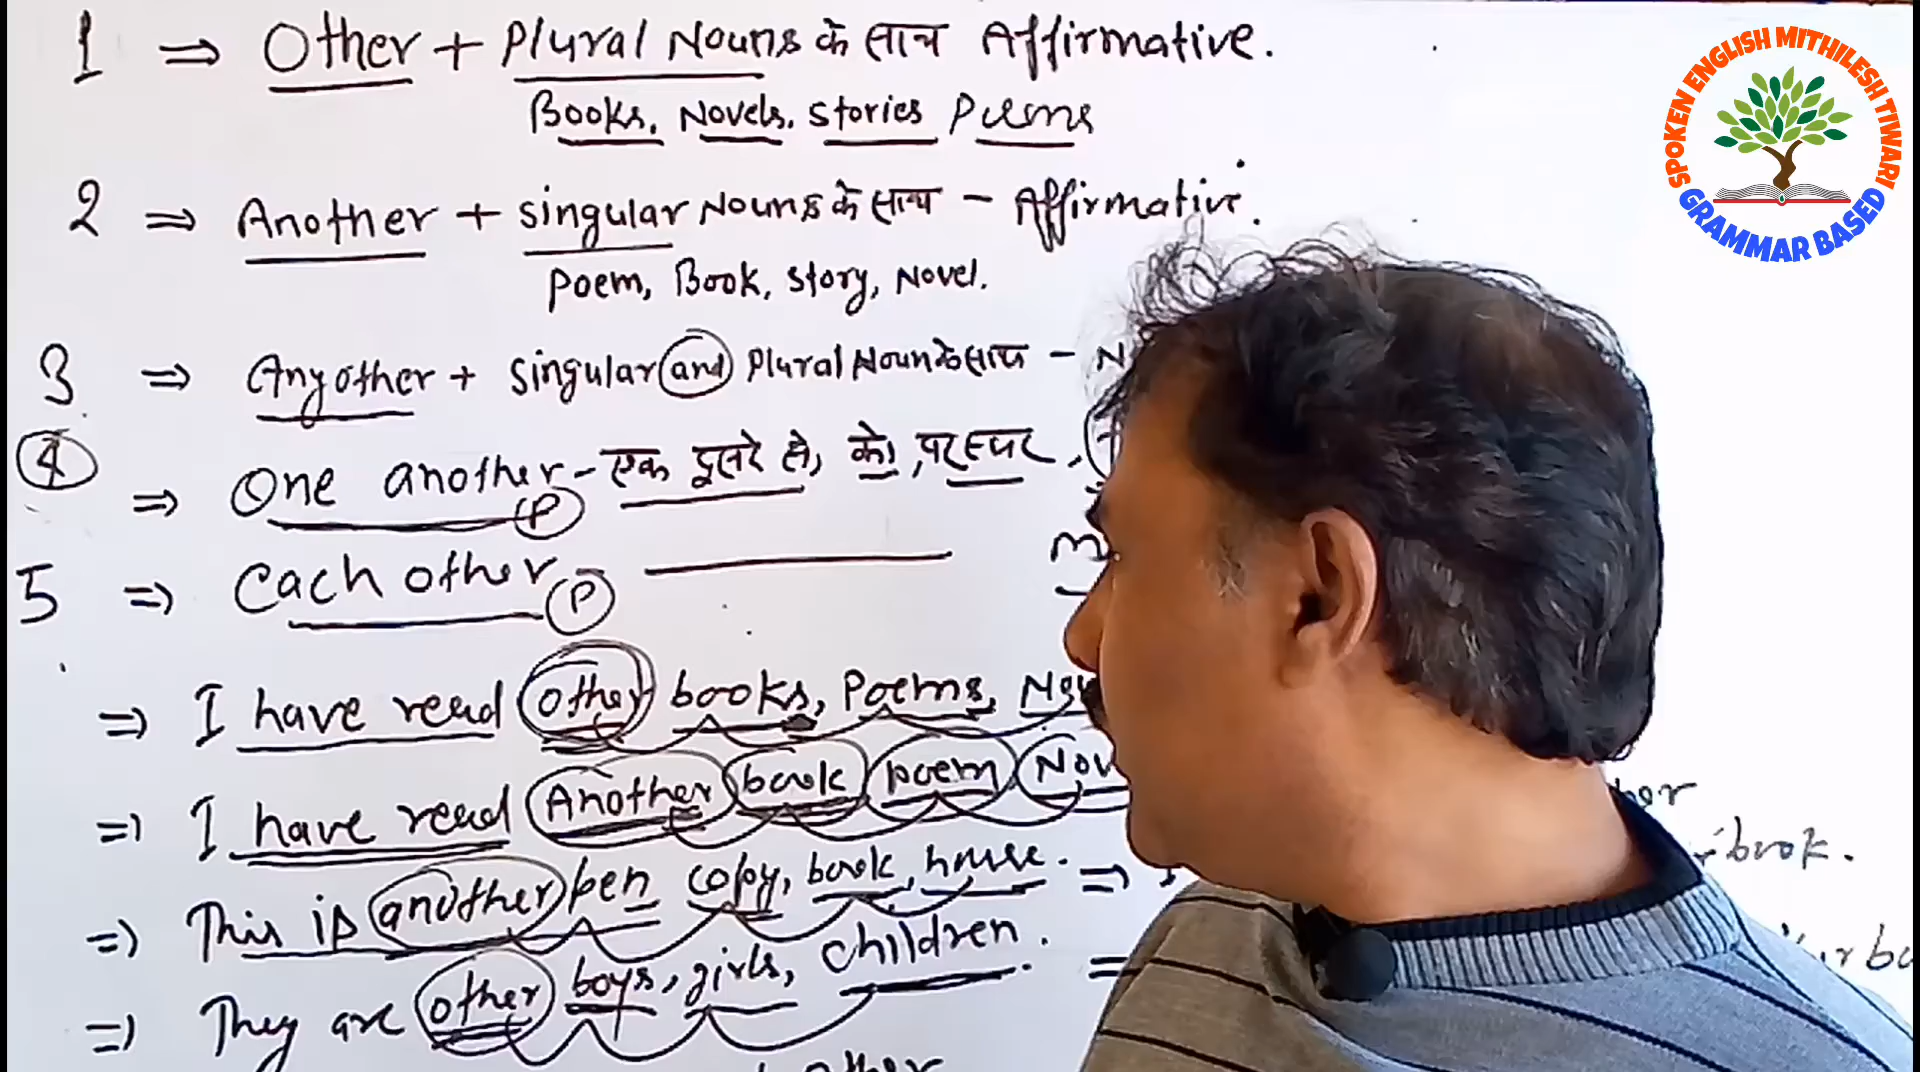 1 ⇒ Other + Plural Nouns के साथ Affirmative.
Books, Novels, Stories Poems
2 ⇒ Another + singular Nouns के साथ - Affirmative.
Poem, Book, Story, Novel.
3 ⇒ Any other + Singular and Plural Noun के साथ -
4 ⇒ One another - एक दूसरे से, को, परस्पर,
P
5 ⇒ Each other
P
⇒ I have read other books, Poems,
⇒ I have read Another book poem
⇒ This is another pen copy, book, house. ⇒
book.
⇒ They are other boys, girls, children. =
other
SPOKEN ENGLISH MITHILESH TIWARI
GRAMMAR BASED